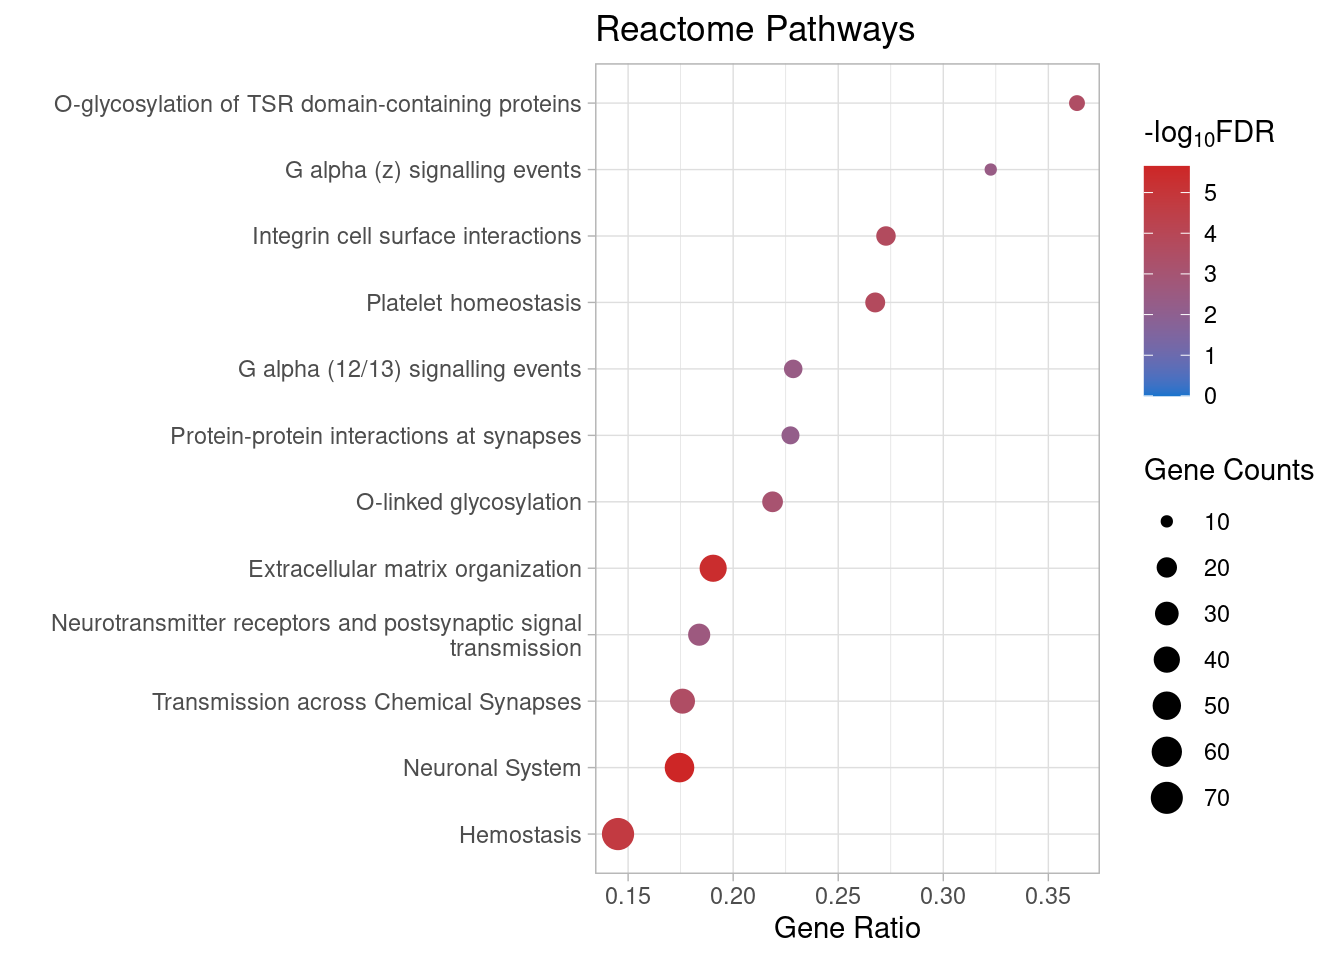 Reactome Pathways
O-glycosylation of TSR domain-containing proteins
G alpha (z) signalling events
Integrin cell surface interactions
Platelet homeostasis
G alpha (12/13) signalling events
Protein-protein interactions at synapses
O-linked glycosylation
Extracellular matrix organization
Neurotransmitter receptors and postsynaptic signal
transmission
Transmission across Chemical Synapses
Neuronal System
Hemostasis
0.15 0.20 0.25 0.30 0.35
Gene Ratio
-log₁₀FDR
5
4
3
2
1
0
Gene Counts
10
20
30
40
50
60
70